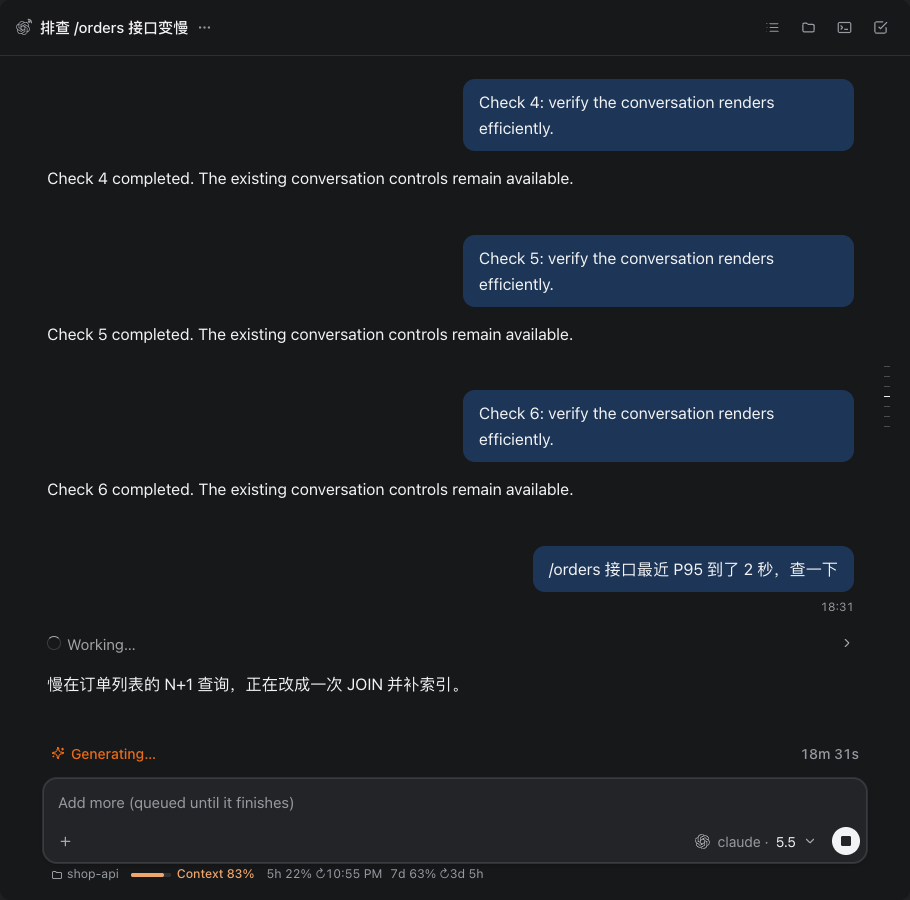 排查 /orders 接口变慢 ···
Check 4: verify the conversation renders
efficiently.
Check 4 completed. The existing conversation controls remain available.
Check 5: verify the conversation renders
efficiently.
Check 5 completed. The existing conversation controls remain available.
Check 6: verify the conversation renders
efficiently.
Check 6 completed. The existing conversation controls remain available.
/orders 接口最近 P95 到了 2 秒，查一下
18:31
Working...
慢在订单列表的 N+1 查询，正在改成一次 JOIN 并补索引。
Generating...
18m 31s
Add more (queued until it finishes)
claude · 5.5
shop-api
Context 83%
5h 22% 10:55 PM 7d 63% 3d 5h